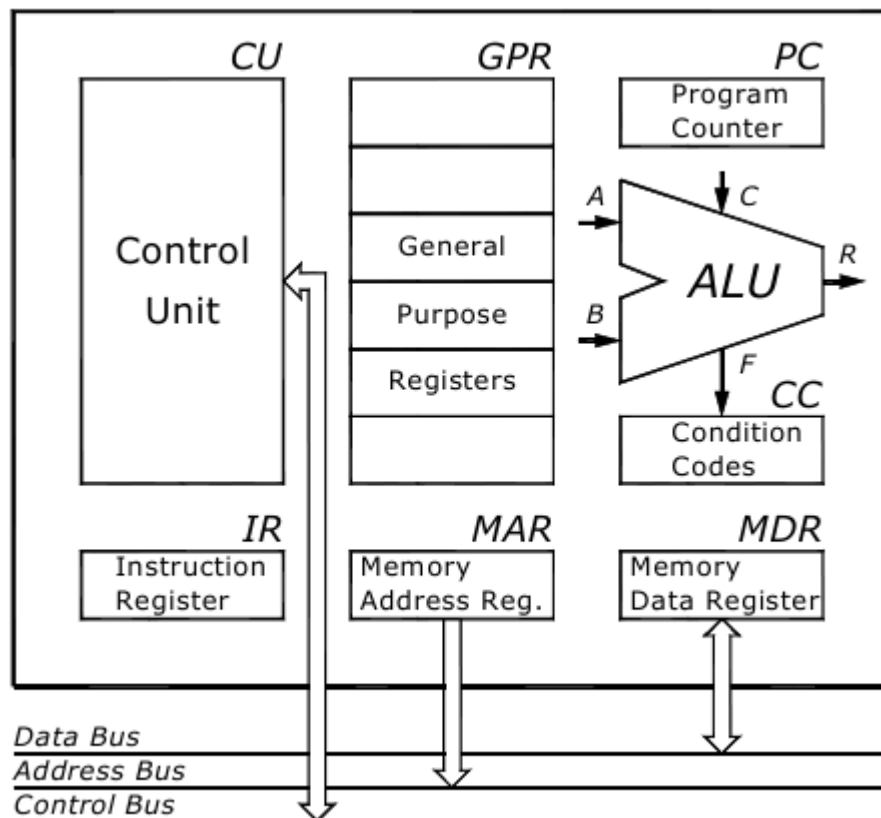 CU
GPR
PC
Program
Counter
Control
Unit
General
Purpose
Registers
A
C
B
ALU
R
F
CC
Condition
Codes
IR
Instruction
Register
MAR
Memory
Address Reg.
MDR
Memory
Data Register
Data Bus
Address Bus
Control Bus